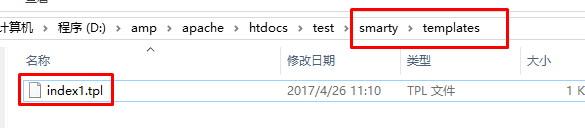 计算机 › 程序 (D:) › amp › apache › htdocs › test › smarty › templates
名称 修改日期 类型 大小
index1.tpl 2017/4/26 11:10 TPL 文件 1 K